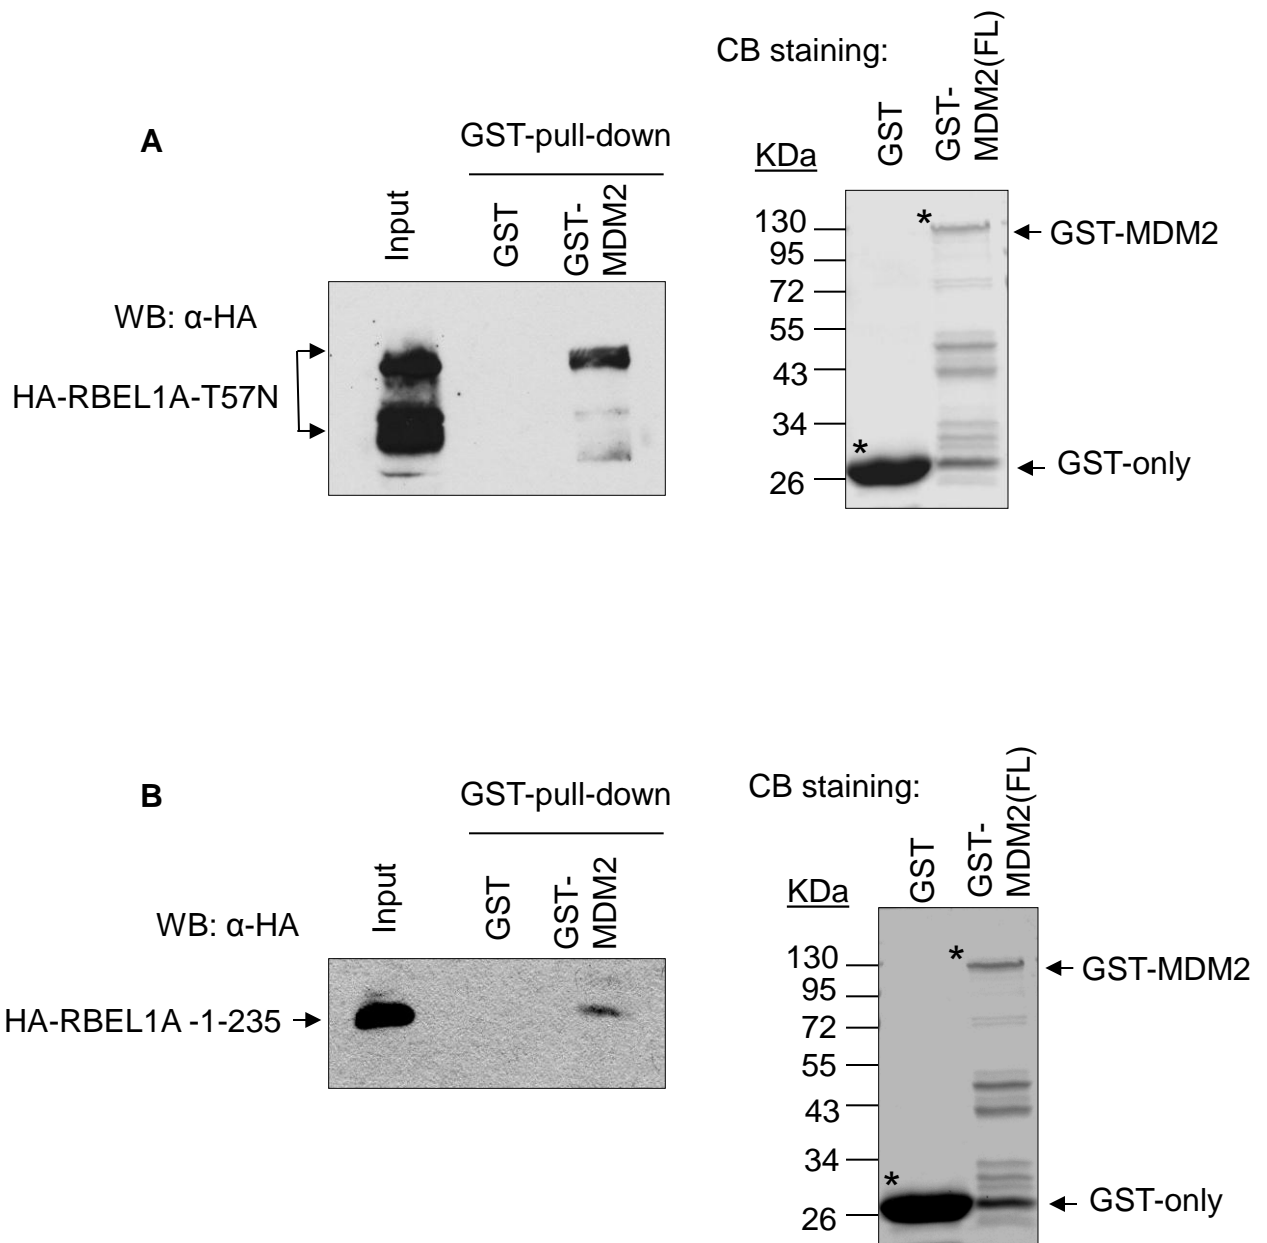 A
GST-pull-down
Input
GST
GST-
MDM2
WB: α-HA
HA-RBEL1A-T57N
CB staining:
KDa
GST
GST-
MDM2(FL)
130
95
72
55
43
34
26
*
*
GST-MDM2
GST-only
B
GST-pull-down
Input
GST
GST-
MDM2
WB: α-HA
HA-RBEL1A -1-235
CB staining:
KDa
GST
GST-
MDM2(FL)
130
95
72
55
43
34
26
*
*
GST-MDM2
GST-only